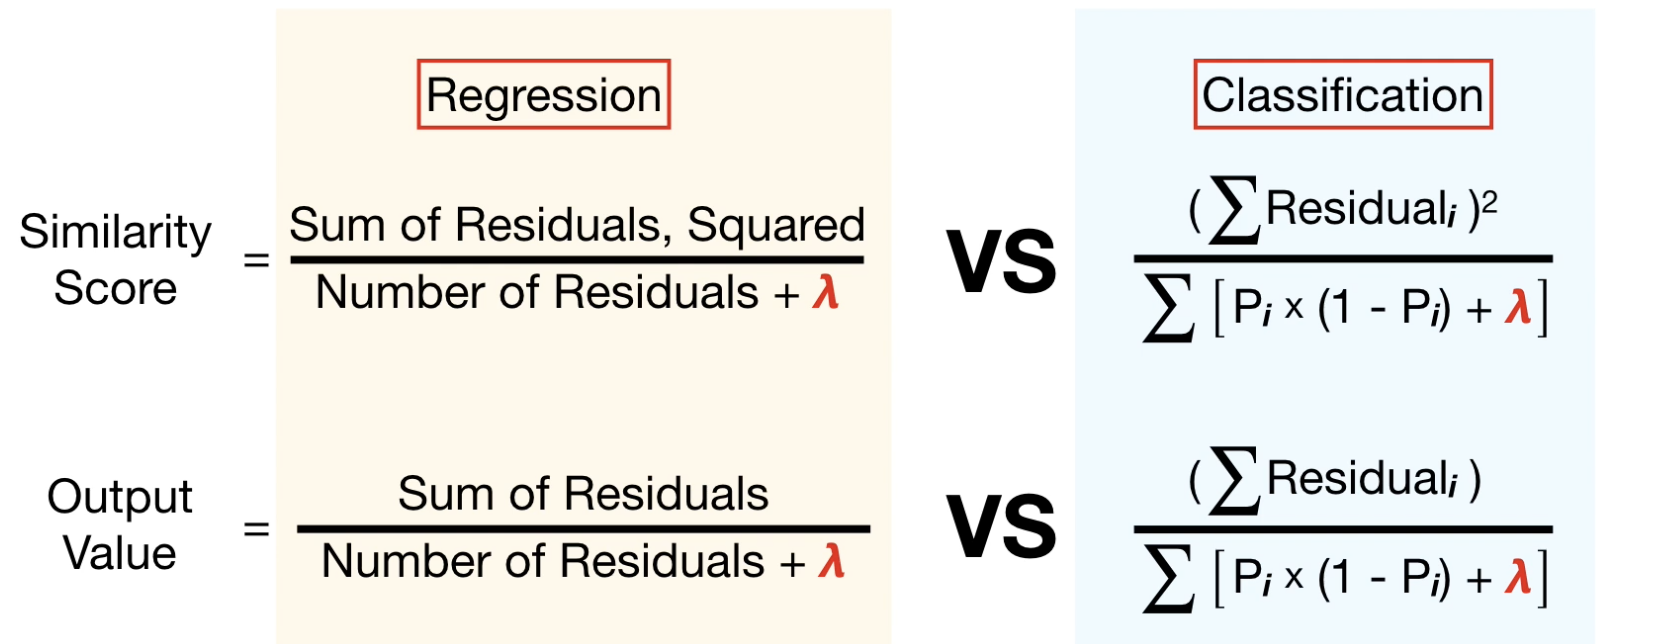 Regression
Classification
Similarity Score = Sum of Residuals, Squared / Number of Residuals + λ VS (∑Residualᵢ)² / ∑ [Pᵢ x (1 - Pᵢ) + λ]
Output Value = Sum of Residuals / Number of Residuals + λ VS (∑Residualᵢ) / ∑ [Pᵢ x (1 - Pᵢ) + λ]